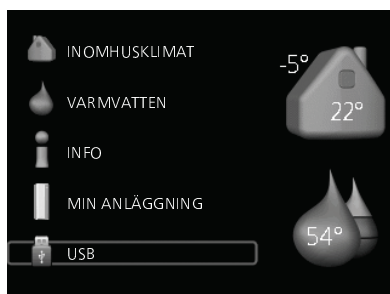 INOMHUSKLIMAT
VARMVATTEN
INFO
MIN ANLÄGGNING
USB
-5°
22°
54°